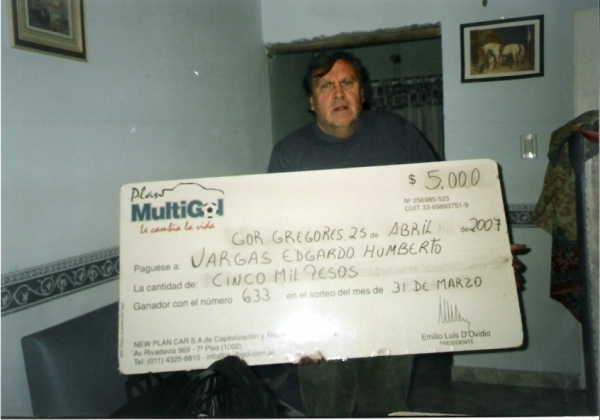 Plan
MultiGol
le cambia la vida
$ 5,000
Nº 256985-523
CUIT 33-69893751-9
GOR. GREGORES, 25 de ABRIL de 2007
Paguese a: VARGAS EDGARDO HUMBERTO
La cantidad de: CINCO MIL PESOS
Ganador con el número 633 en el sorteo del mes de 31 DE MARZO
NEW PLAN CAR S.A de Capitalización y
Av Rivadavia 969 - 7º Piso (1002)
Tel: (011) 4325-8810 -
Emilio Luis D'Ovidio
PRESIDENTE